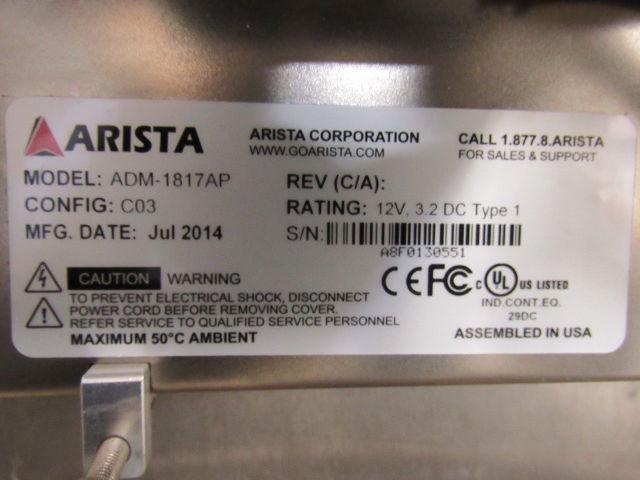 ARISTA
ARISTA CORPORATION
WWW.GOARISTA.COM
CALL 1.877.8.ARISTA
FOR SALES & SUPPORT
MODEL: ADM-1817AP
CONFIG: C03
MFG. DATE: Jul 2014
REV (C/A):
RATING: 12V, 3.2 DC Type 1
S/N:
A8F0130551
CAUTION WARNING
TO PREVENT ELECTRICAL SHOCK, DISCONNECT
POWER CORD BEFORE REMOVING COVER.
REFER SERVICE TO QUALIFIED SERVICE PERSONNEL
MAXIMUM 50°C AMBIENT
CE FC C UL US LISTED
IND.CONT.EQ.
29DC
ASSEMBLED IN USA